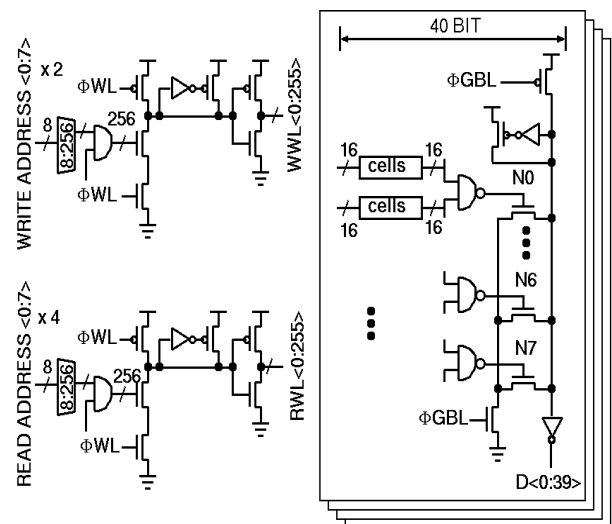 WRITE ADDRESS <0:7>
x 2
8
8:256
256
ΦWL
ΦWL
WWL<0:255>
READ ADDRESS <0:7>
x 4
8
8:256
256
ΦWL
ΦWL
RWL<0:255>
40 BIT
ΦGBL
16
cells
16
16
cells
16
N0
N6
N7
ΦGBL
D<0:39>